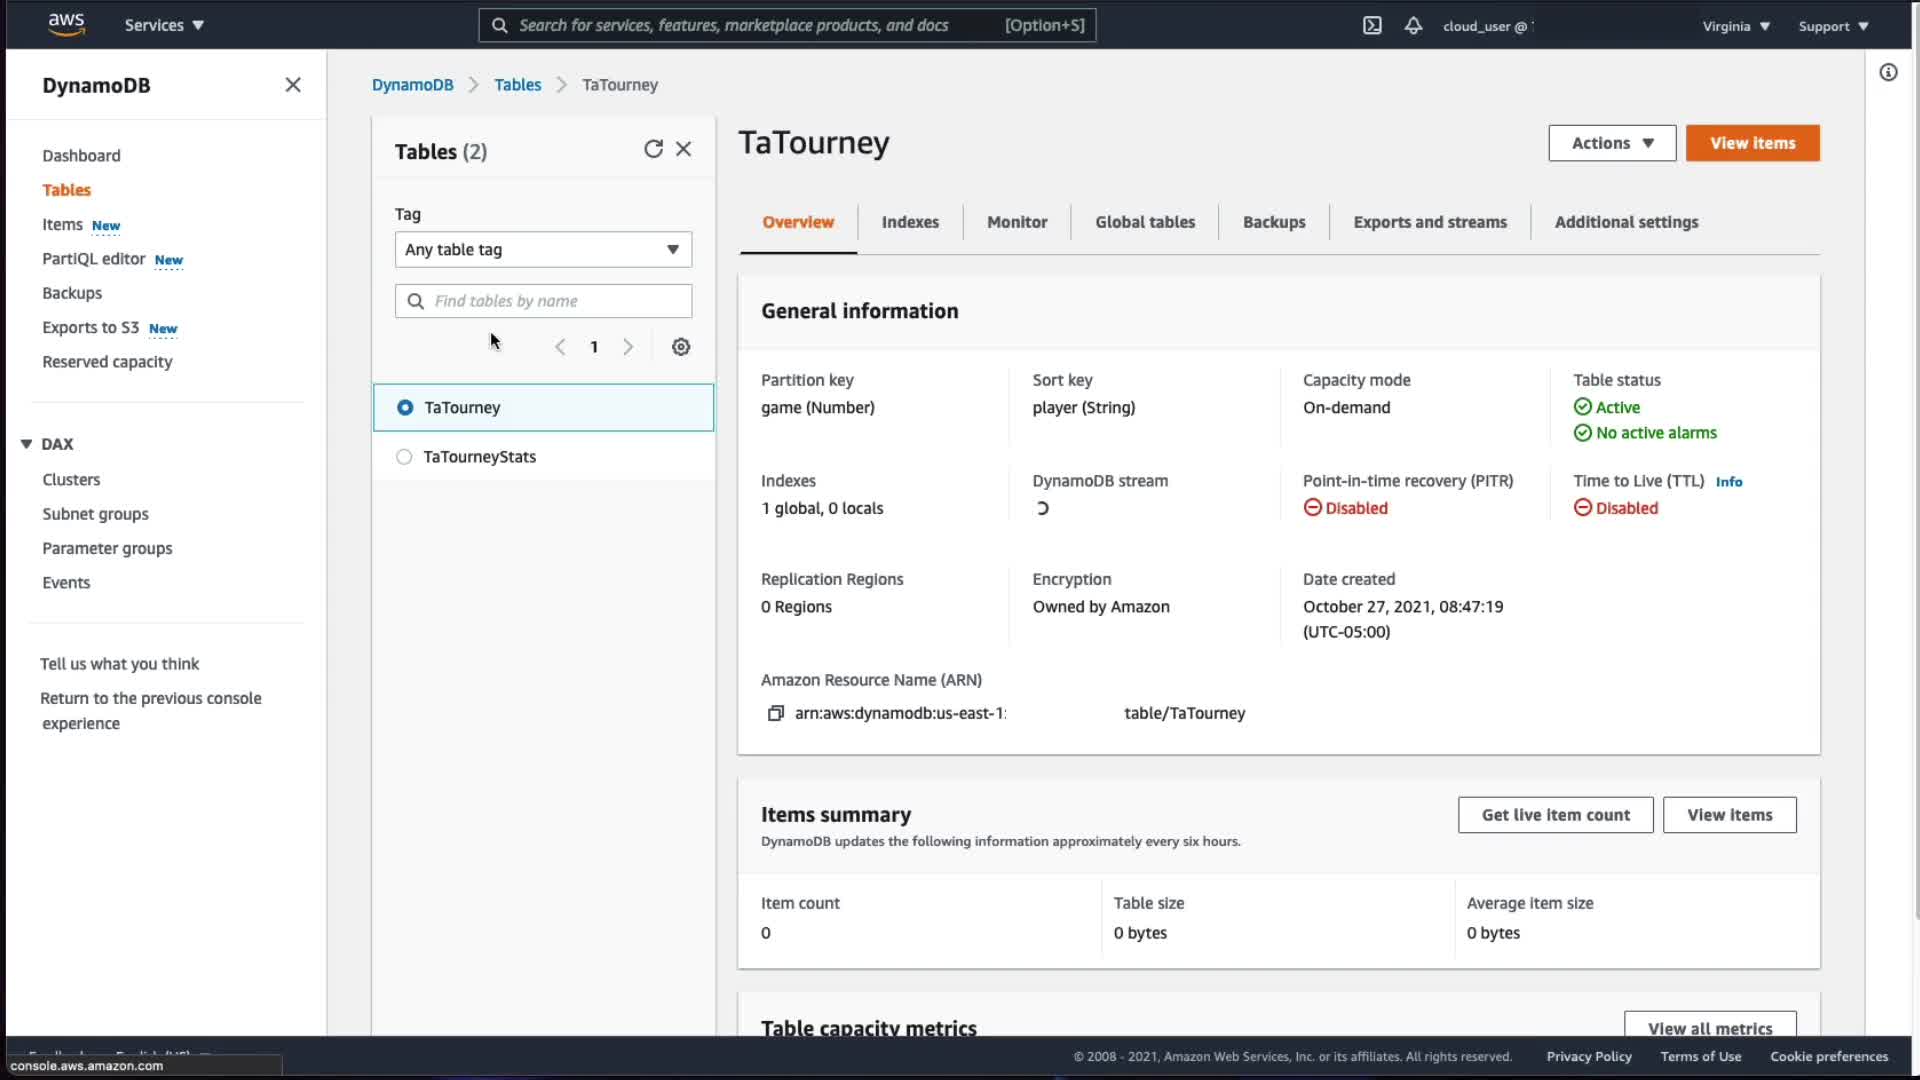 aws
Services
Search for services, features, marketplace products, and docs
[Option+S]
cloud_user @
Virginia
Support
DynamoDB
Dashboard
Tables
Items New
PartiQL editor New
Backups
Exports to S3 New
Reserved capacity
DAX
Clusters
Subnet groups
Parameter groups
Events
Tell us what you think
Return to the previous console
experience
DynamoDB
Tables
TaTourney
Tables (2)
Tag
Any table tag
Find tables by name
1
TaTourney
TaTourneyStats
TaTourney
Actions
View items
Overview
Indexes
Monitor
Global tables
Backups
Exports and streams
Additional settings
General information
Partition key
game (Number)
Sort key
player (String)
Capacity mode
On-demand
Table status
Active
No active alarms
Indexes
1 global, 0 locals
DynamoDB stream
Point-in-time recovery (PITR)
Disabled
Time to Live (TTL) Info
Disabled
Replication Regions
0 Regions
Encryption
Owned by Amazon
Date created
October 27, 2021, 08:47:19
(UTC-05:00)
Amazon Resource Name (ARN)
arn:aws:dynamodb:us-east-1: table/TaTourney
Items summary
DynamoDB updates the following information approximately every six hours.
Get live item count
View items
Item count
0
Table size
0 bytes
Average item size
0 bytes
Table capacity metrics
View all metrics
console.aws.amazon.com
© 2008 - 2021, Amazon Web Services, Inc. or its affiliates. All rights reserved.
Privacy Policy
Terms of Use
Cookie preferences